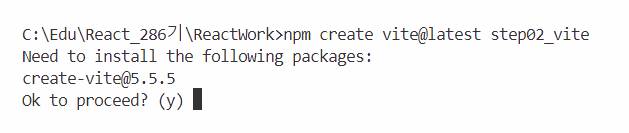 C:\Edu\React_286기\ReactWork>npm create vite@latest step02_vite
Need to install the following packages:
create-vite@5.5.5
Ok to proceed? (y)